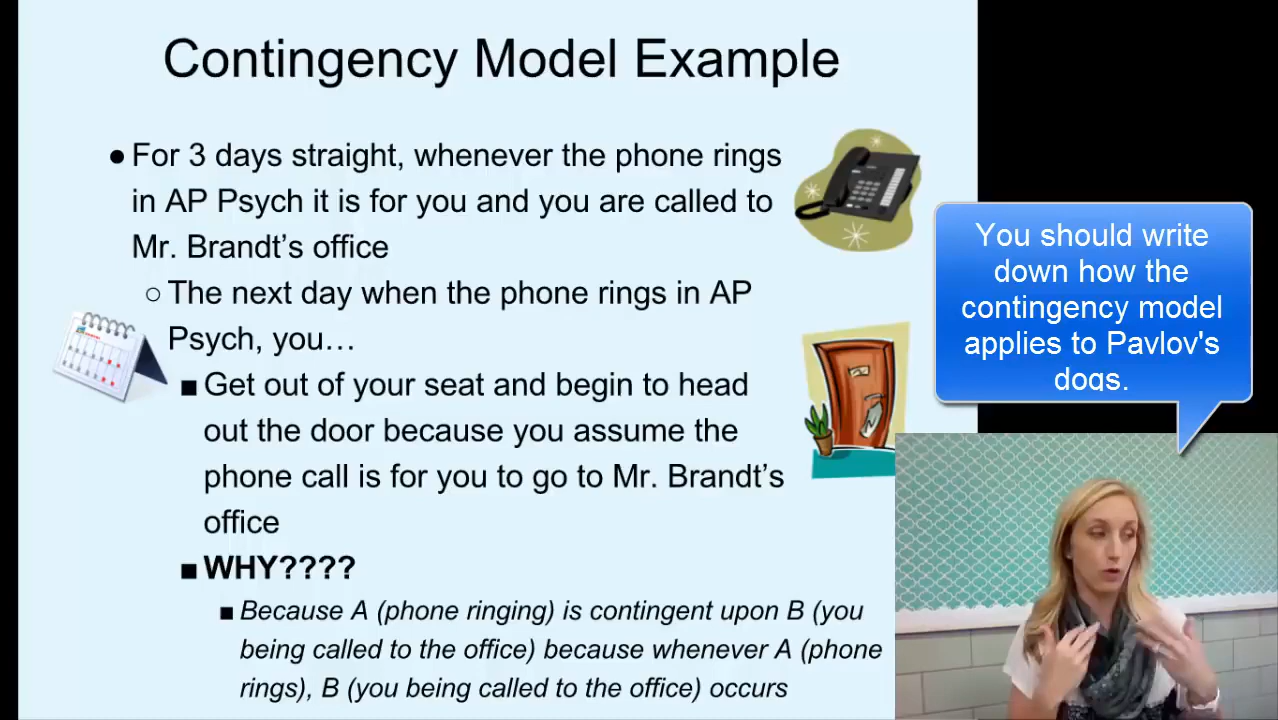 Contingency Model Example
● For 3 days straight, whenever the phone rings
in AP Psych it is for you and you are called to
Mr. Brandt’s office
○ The next day when the phone rings in AP
Psych, you…
■ Get out of your seat and begin to head
out the door because you assume the
phone call is for you to go to Mr. Brandt’s
office
■ WHY????
■ Because A (phone ringing) is contingent upon B (you
being called to the office) because whenever A (phone
rings), B (you being called to the office) occurs
You should write
down how the
contingency model
applies to Pavlov's
dogs.